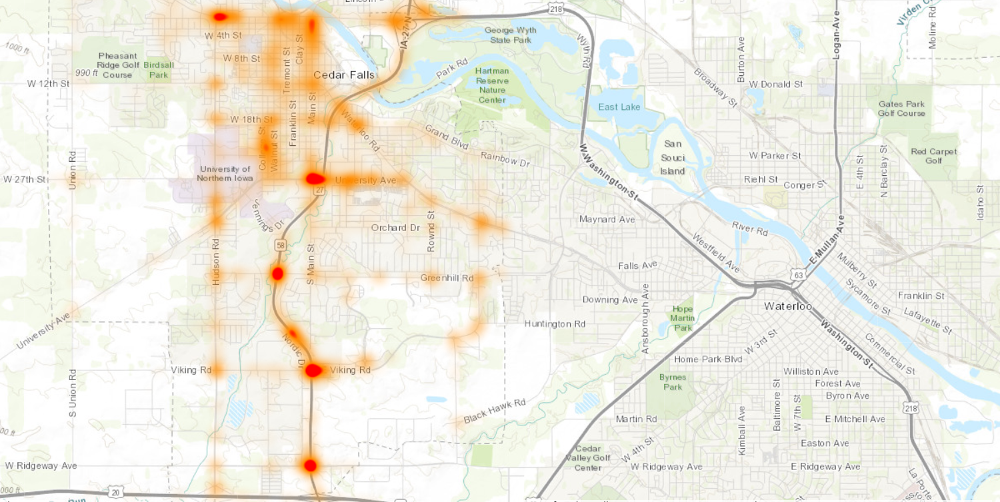 218
Logan Ave
Virden C
Moline Rd
IA-27 N
W 4th St
1000 ft
Pheasant
Ridge Golf
Course
Birdsall
Park
990 ft
W 8th St
Tremont St
Clay St
Cedar Falls
Park Rd
George Wyth
State Park
Wyth Rd
Hartman
Reserve
Nature
Center
Burton Ave
Broadway St
W Donald St
W 12th St
East Lake
Gates Park
Golf Course
W 18th St
Franklin St
Main St
Walnut St
Waterloo Rd
Grand Blvd
Rainbow Dr
San
Souci
Island
W Parker St
Red Carpet
Golf
Union Rd
University of
Northern Iowa
W 27th St
University Ave
27
W Washington St
Riehl St
Conger St
E 4th St
N Barclay St
Idaho St
Jennings Dr
Orchard Dr
Rownd St
Maynard Ave
River Rd
E Mullan Ave
58
Hudson Rd
S Main St
Westfield Ave
Falls Ave
Greenhill Rd
63
Mulberry St
Sycamore St
Franklin St
Lafayette St
Downing Ave
Ansborough Ave
Waterloo
University Ave
Hope
Martin
Park
Huntington Rd
W 3rd St
Washington St
Commercial St
Nordic Dr
Home Park Blvd
Viking Rd
Viking Rd
S Union Rd
Byrnes
Park
Williston Ave
Forest Ave
Byron Ave
Baltimore St
W 7th St
218
Black Hawk Rd
Martin Rd
Kimball Ave
E Mitchell Ave
Easton Ave
W 4th St
Cedar
Valley Golf
Center
W Ridgeway Ave
W Ridgeway Ave
E Ridgeway Ave
La Porte
20